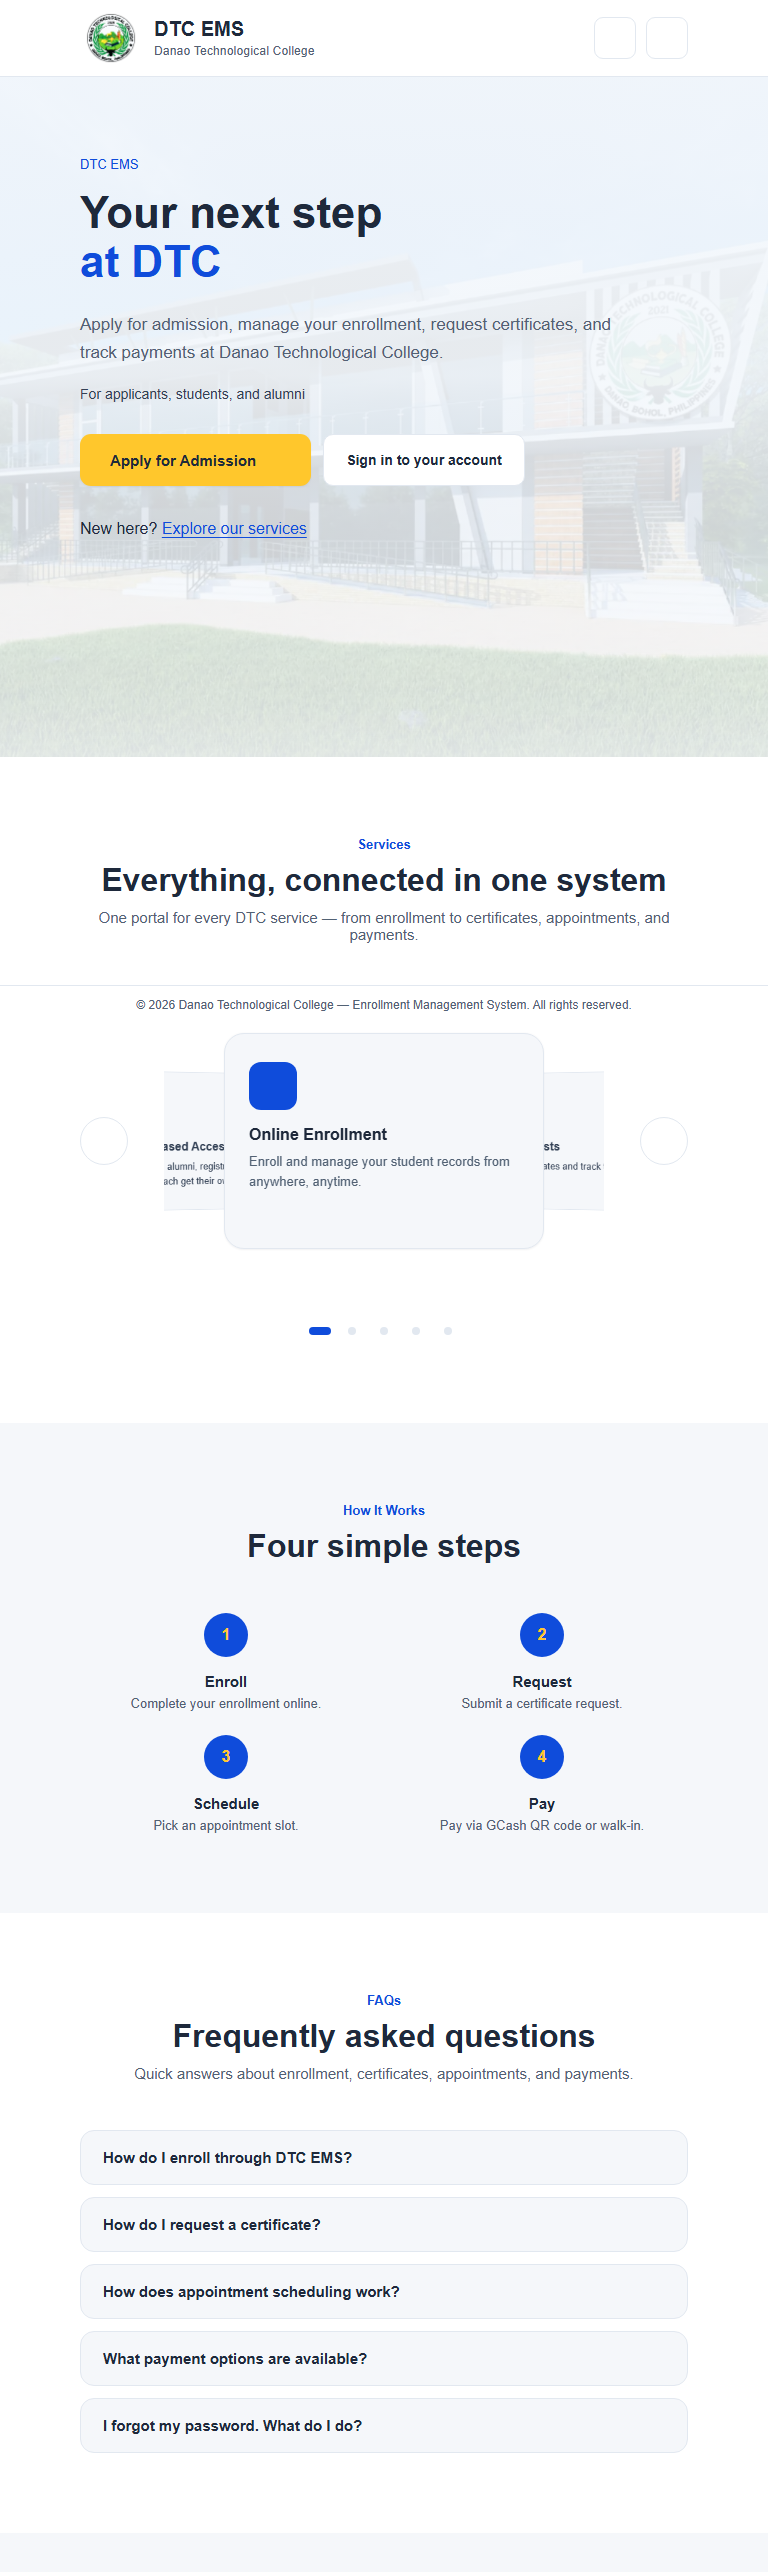 DTC EMS
Danao Technological College
DTC EMS
Your next step
at DTC
Apply for admission, manage your enrollment, request certificates, and
track payments at Danao Technological College.
For applicants, students, and alumni
Apply for Admission
Sign in to your account
New here? Explore our services
Services
Everything, connected in one system
One portal for every DTC service — from enrollment to certificates, appointments, and
payments.
© 2026 Danao Technological College — Enrollment Management System. All rights reserved.
Online Enrollment
Enroll and manage your student records from
anywhere, anytime.
alumni,
get their
and track
How It Works
Four simple steps
1
Enroll
Complete your enrollment online.
2
Request
Submit a certificate request.
3
Schedule
Pick an appointment slot.
4
Pay
Pay via GCash QR code or walk-in.
FAQs
Frequently asked questions
Quick answers about enrollment, certificates, appointments, and payments.
How do I enroll through DTC EMS?
How do I request a certificate?
How does appointment scheduling work?
What payment options are available?
I forgot my password. What do I do?